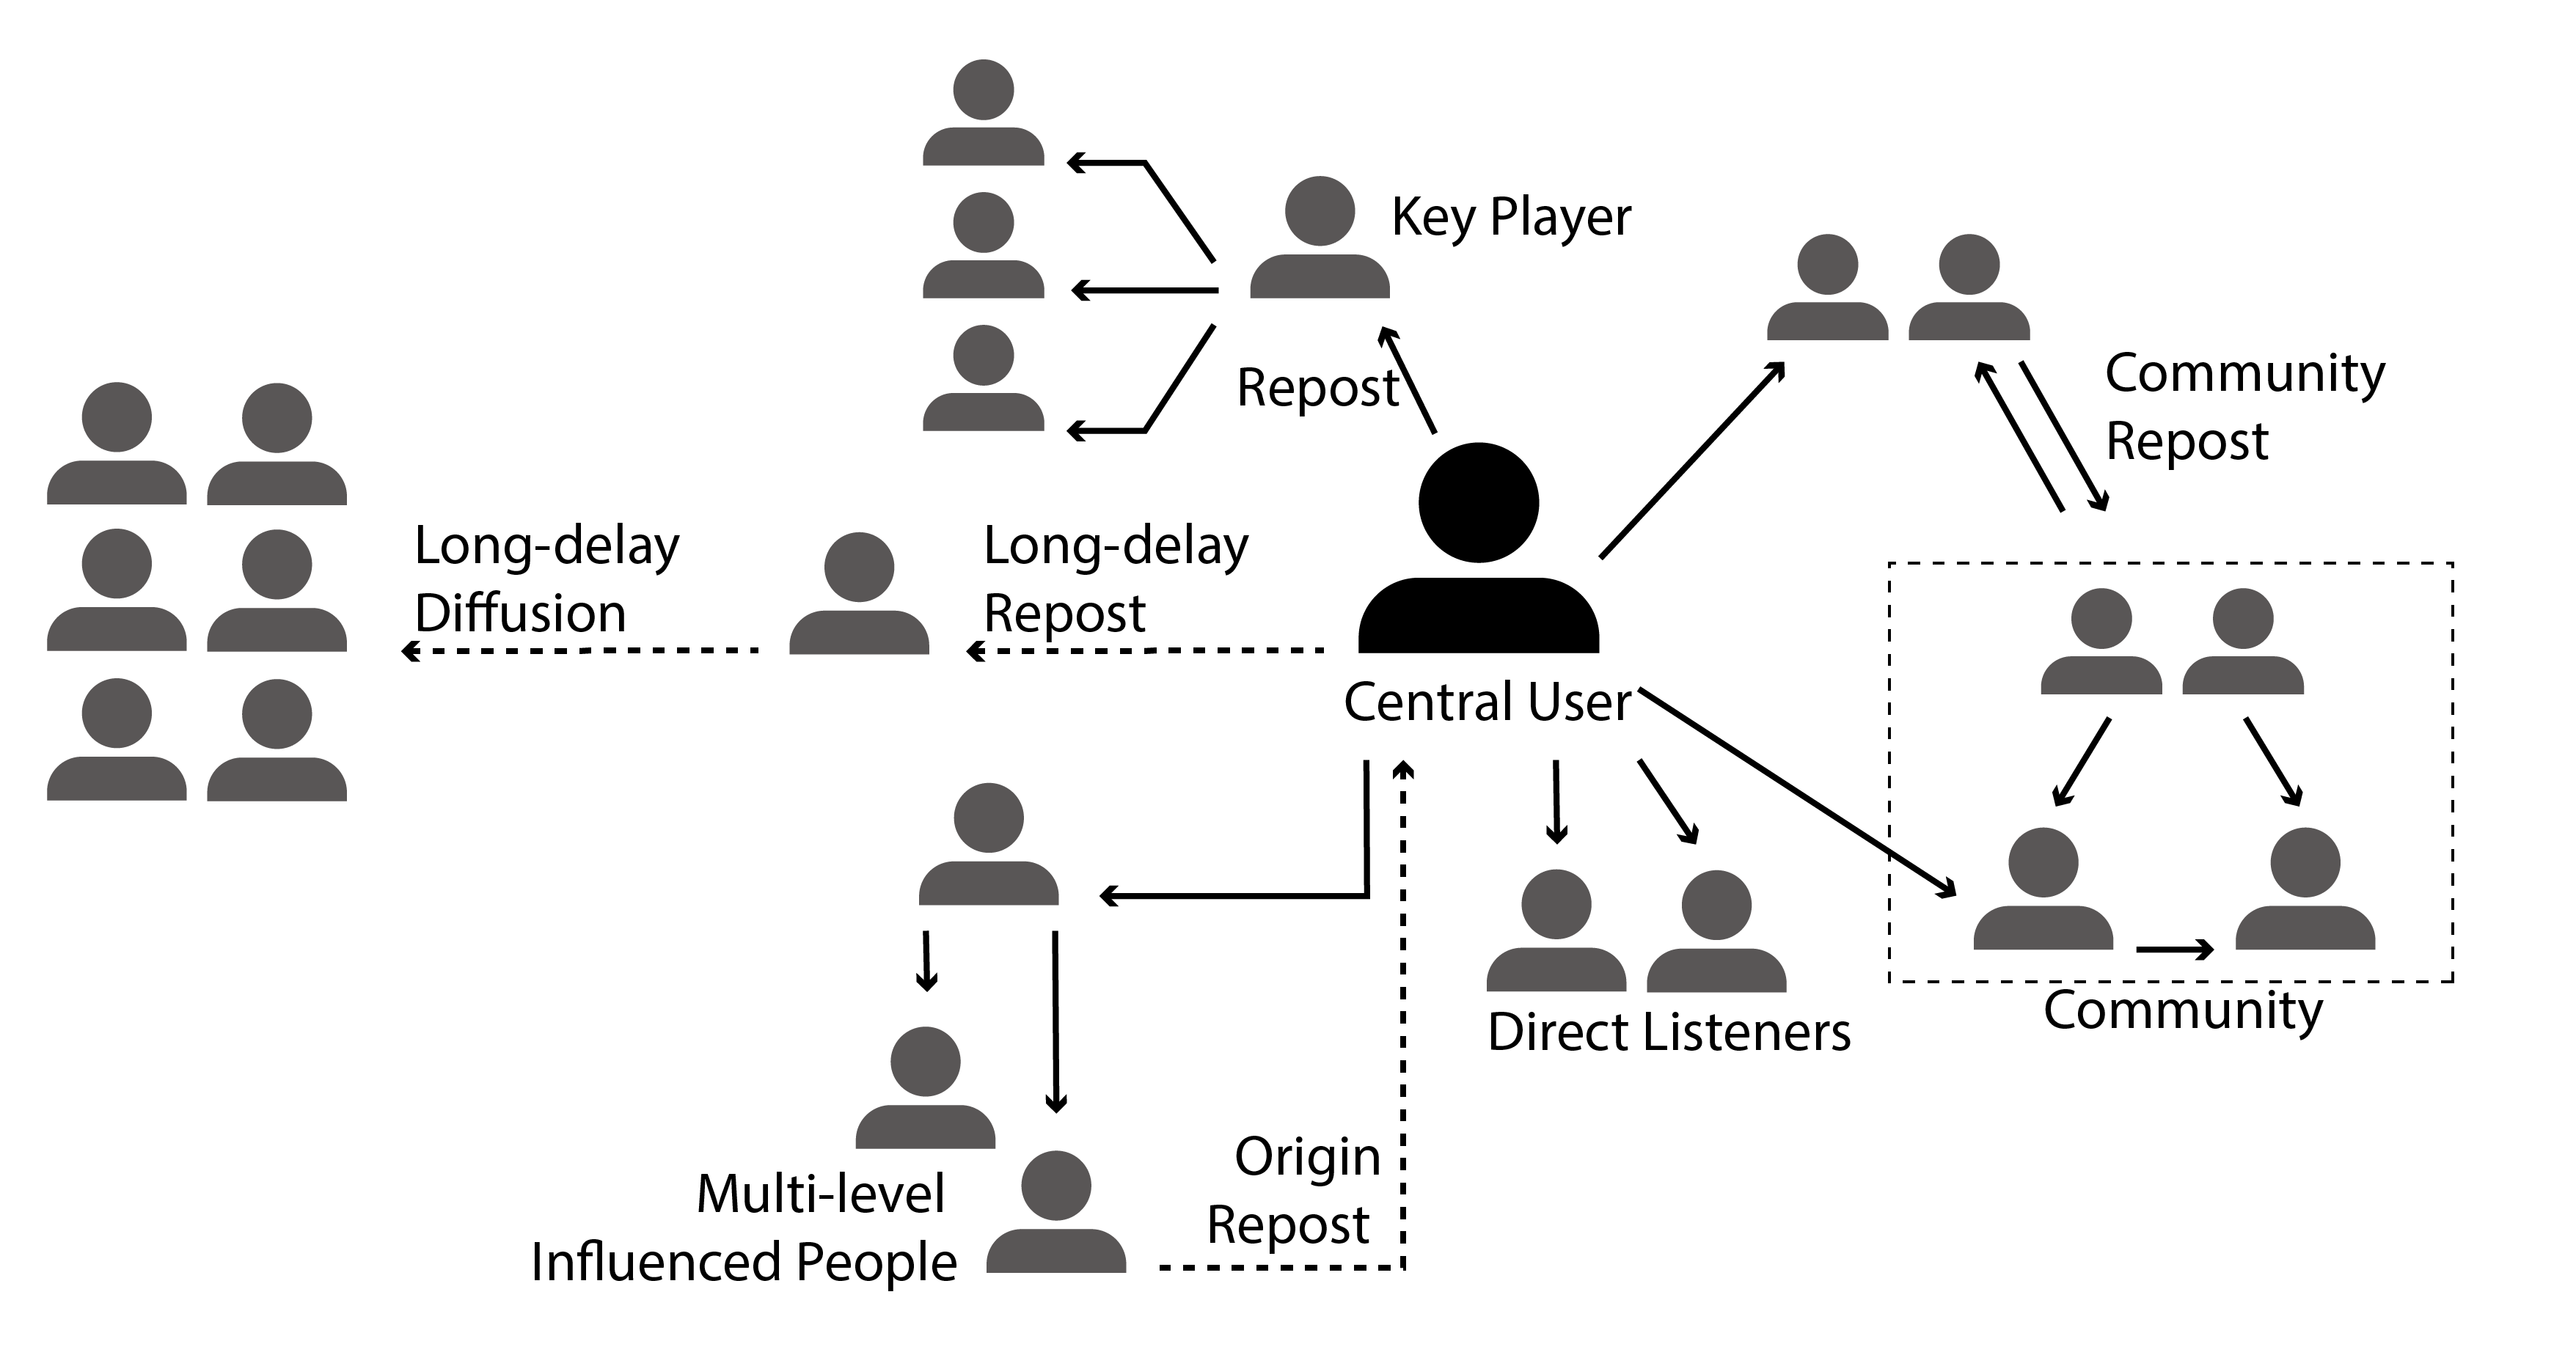 Key Player
Repost
Community
Repost
Long-delay
Diffusion
Long-delay
Repost
Central User
Direct Listeners
Community
Multi-level
Influenced People
Origin
Repost